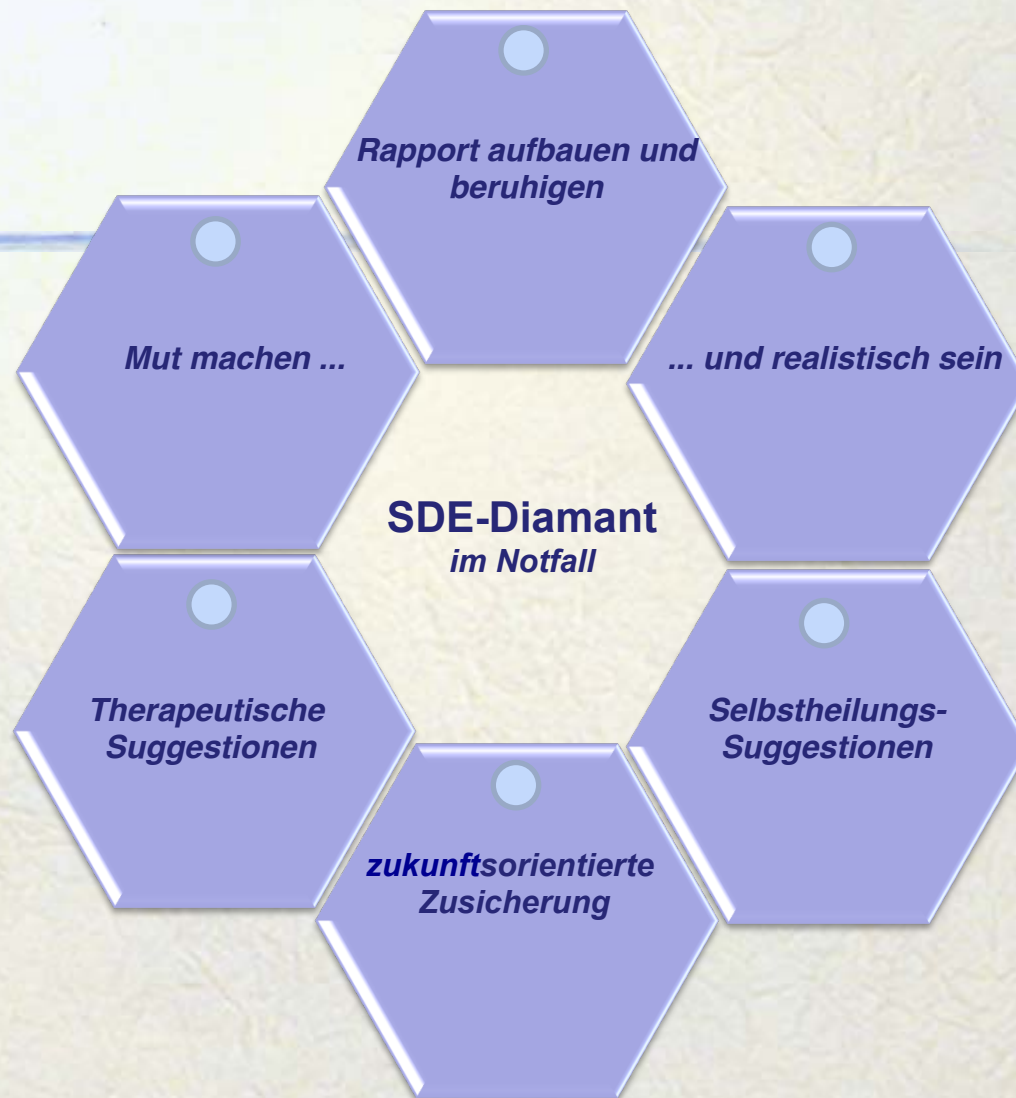 Rapport aufbauen und
beruhigen
Mut machen ...
... und realistisch sein
SDE-Diamant
im Notfall
Therapeutische
Suggestionen
Selbstheilungs-
Suggestionen
zukunftsorientierte
Zusicherung